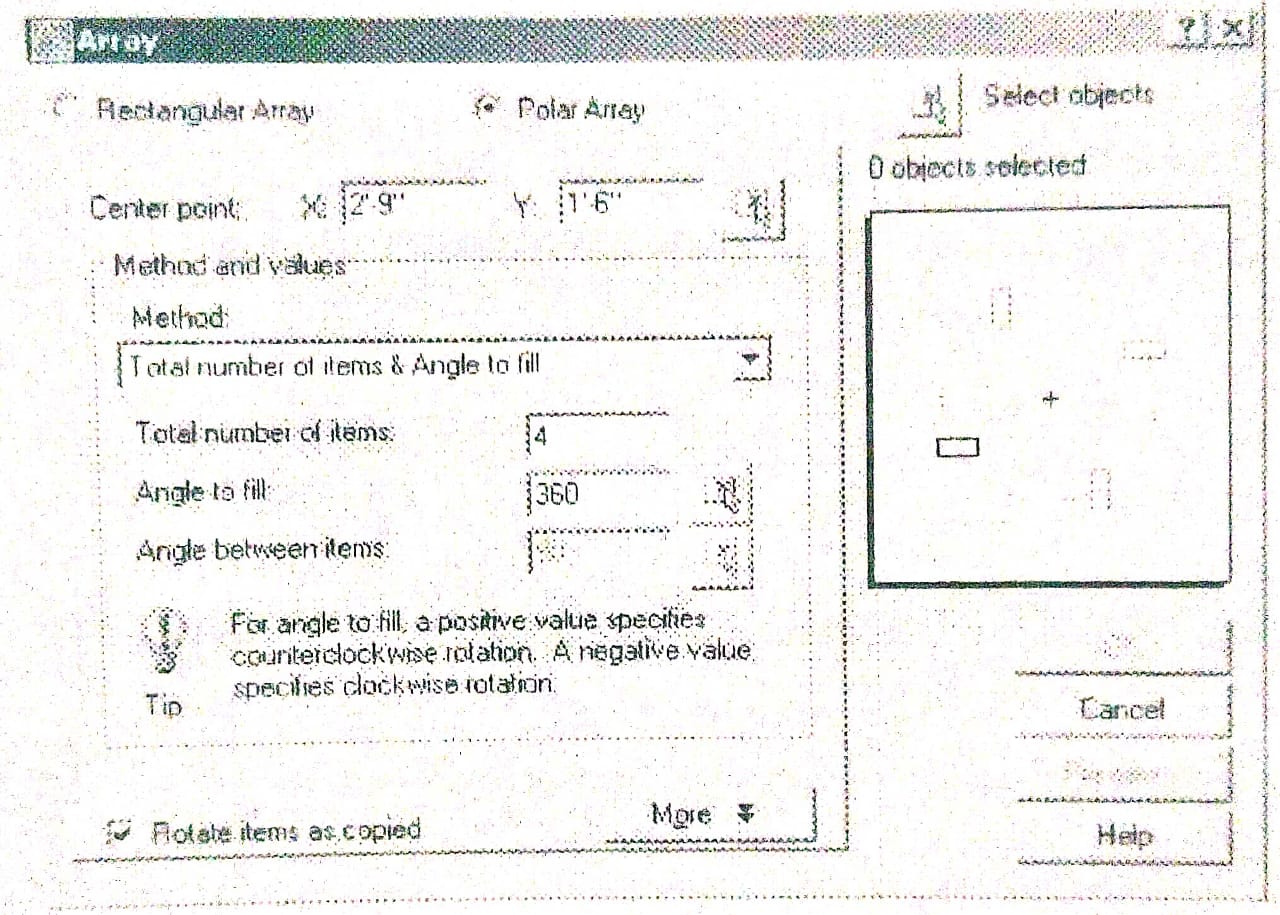 Array
Rectangular Array
Polar Array
Select objects
0 objects selected
Center point: X: 2'-9" Y: 1'-6"
Method and values
Method:
Total number of items & Angle to fill
Total number of items: 4
Angle to fill: 360
Angle between items:
For angle to fill, a positive value specifies
counterclockwise rotation. A negative value
specifies clockwise rotation.
Tip
Cancel
Rotate items as copied
More
Help